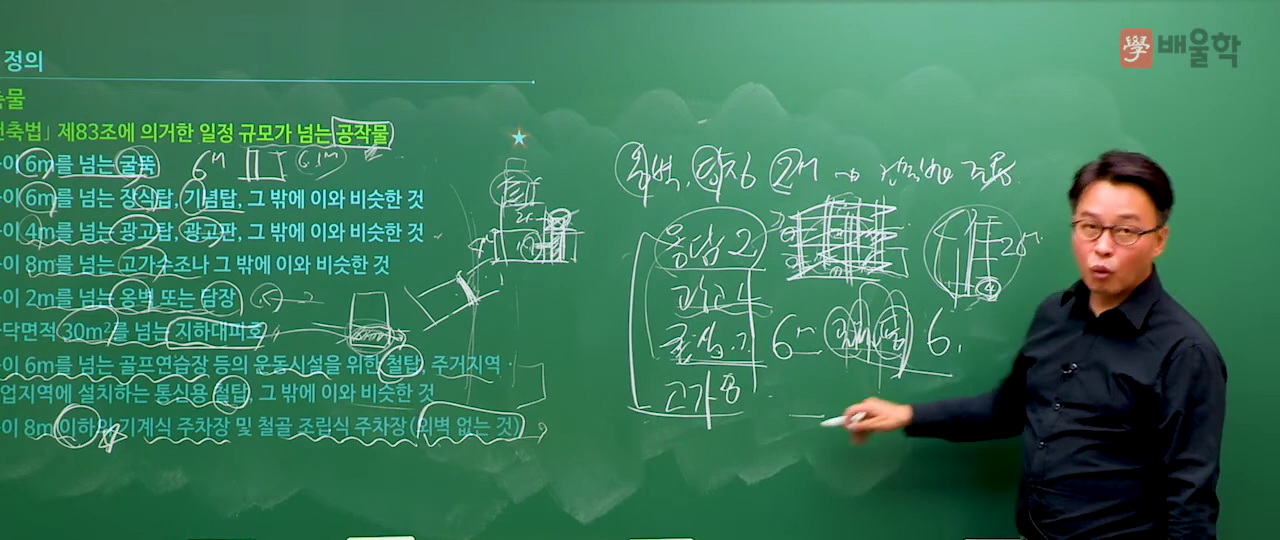 學 배울학
정의
축물
건축법」 제83조에 의거한 일정 규모가 넘는 공작물
이 6m를 넘는 굴뚝
6m 6.1m
이 6m를 넘는 장식탑, 기념탑, 그 밖에 이와 비슷한 것
이 4m를 넘는 광고탑, 광고판, 그 밖에 이와 비슷한 것
이 8m를 넘는 고가수조나 그 밖에 이와 비슷한 것
이 2m를 넘는 옹벽 또는 담장
닥면적 30m²를 넘는 지하대피호
이 6m를 넘는 골프연습장 등의 운동시설을 위한 철탑, 주거지역·
업지역에 설치하는 통신용 철탑, 그 밖에 이와 비슷한 것
이 8m 이하의 기계식 주차장 및 철골 조립식 주차장(외벽 없는 것)
옹벽, 담장 2m → 건축법 적용
옹담 2
광고사
굴장기 6m 6.
고가8